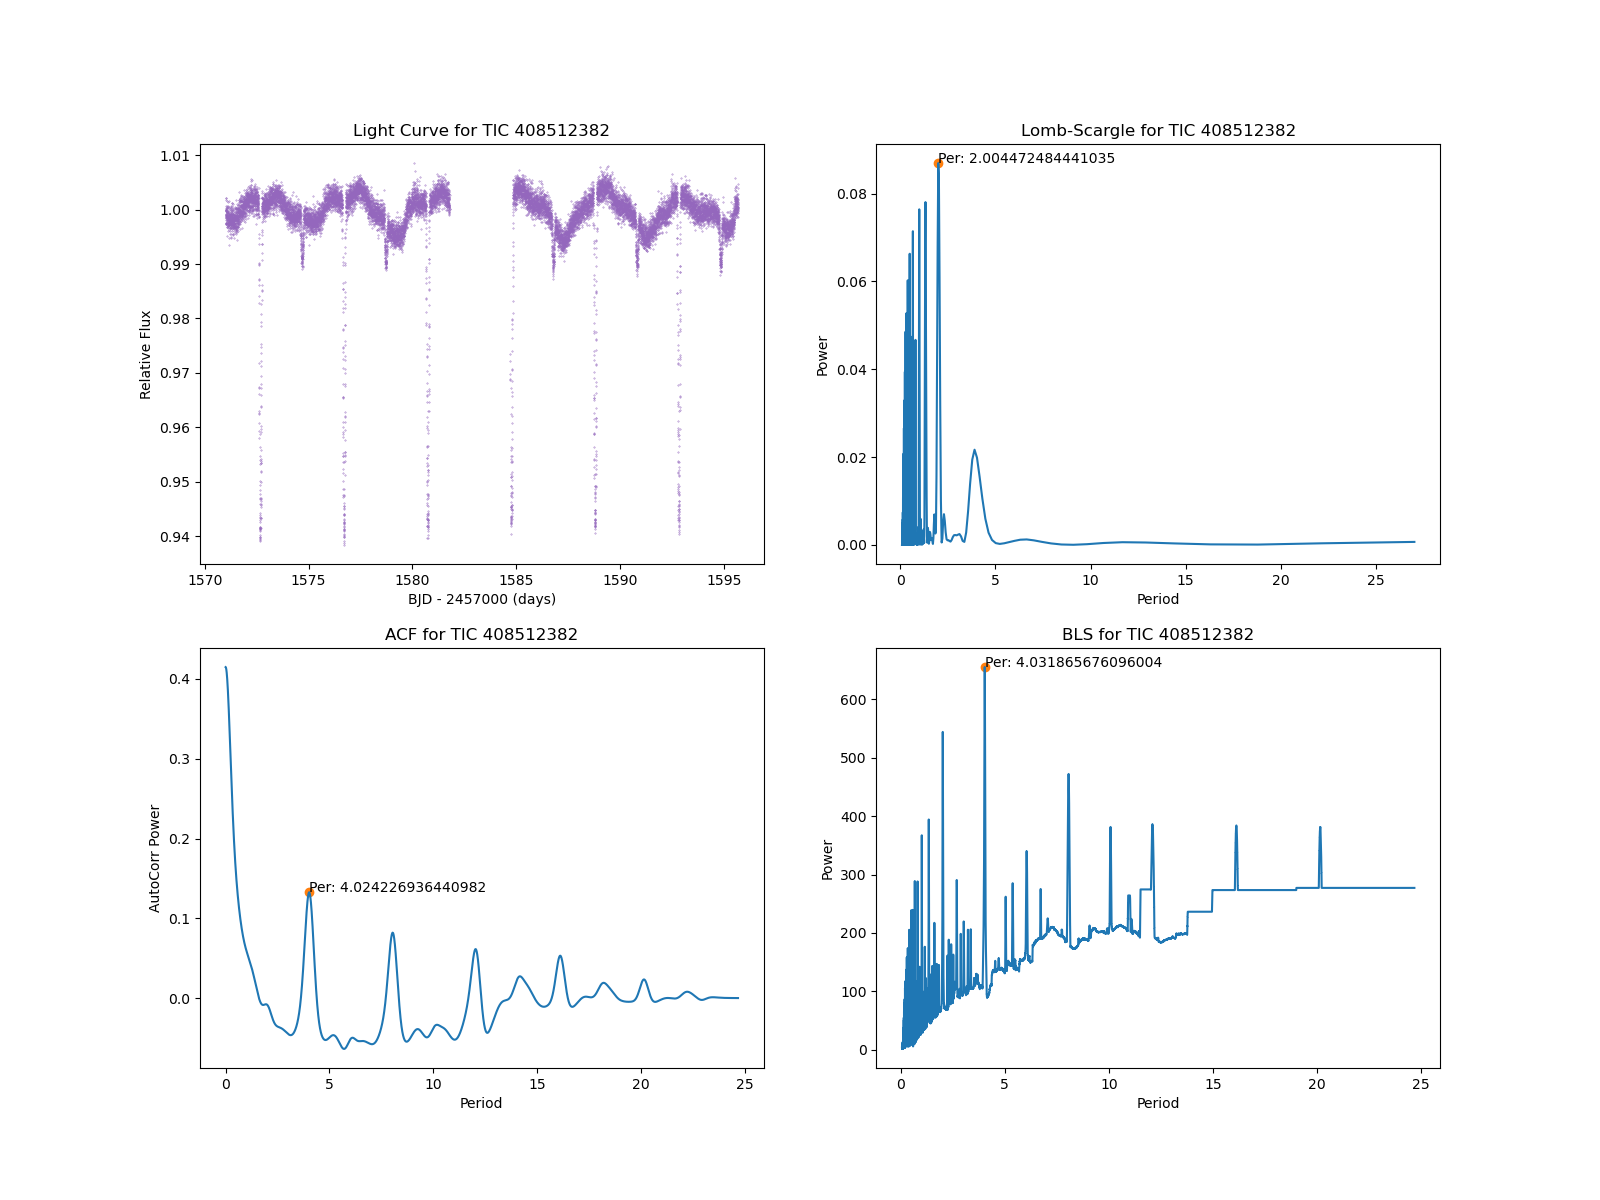 Light Curve for TIC 408512382
1.01
1.00
0.99
0.98
0.97
0.96
0.95
0.94
Relative Flux
1570 1575 1580 1585 1590 1595
BJD - 2457000 (days)
Lomb-Scargle for TIC 408512382
Per: 2.004472484441035
0.08
0.06
0.04
0.02
0.00
Power
0 5 10 15 20 25
Period
ACF for TIC 408512382
0.4
0.3
0.2
0.1
0.0
AutoCorr Power
Per: 4.024226936440982
0 5 10 15 20 25
Period
BLS for TIC 408512382
Per: 4.031865676096004
600
500
400
300
200
100
0
Power
0 5 10 15 20 25
Period